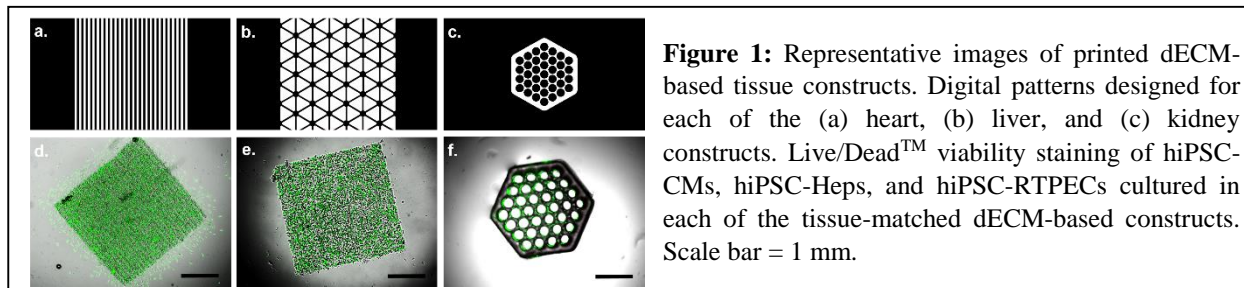 a.
b.
c.
d.
e.
f.
Figure 1: Representative images of printed dECM-
based tissue constructs. Digital patterns designed for
each of the (a) heart, (b) liver, and (c) kidney
constructs. Live/Dead™ viability staining of hiPSC-
CMs, hiPSC-Heps, and hiPSC-RTPECs cultured in
each of the tissue-matched dECM-based constructs.
Scale bar = 1 mm.